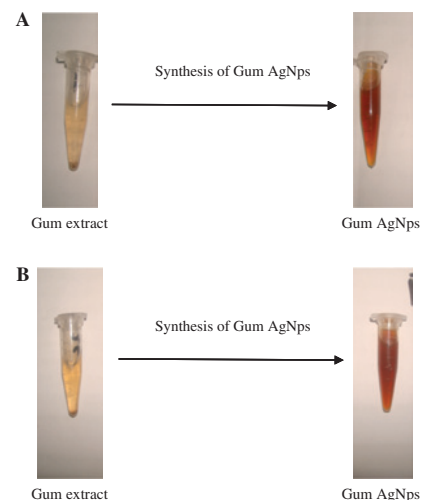 A
Synthesis of Gum AgNps
Gum extract
Gum AgNps
B
Synthesis of Gum AgNps
Gum extract
Gum AgNps